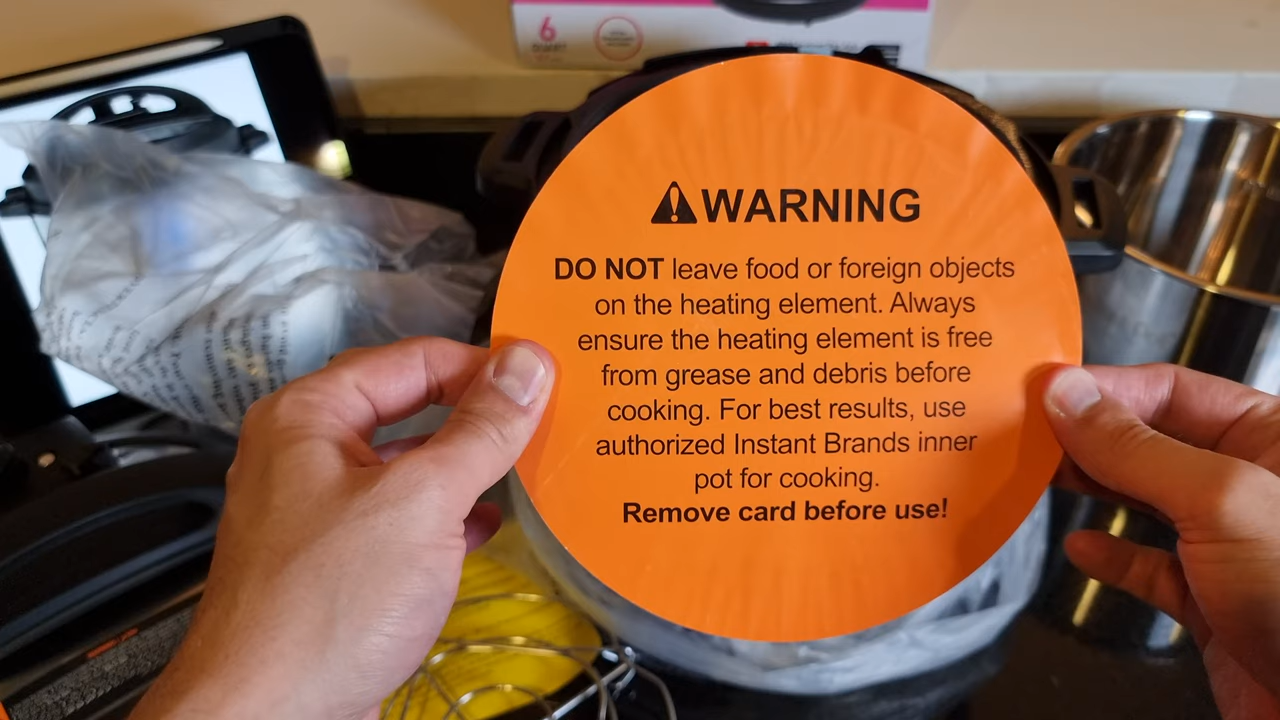 6
QUART
WARNING
DO NOT leave food or foreign objects
on the heating element. Always
ensure the heating element is free
from grease and debris before
cooking. For best results, use
authorized Instant Brands inner
pot for cooking.
Remove card before use!